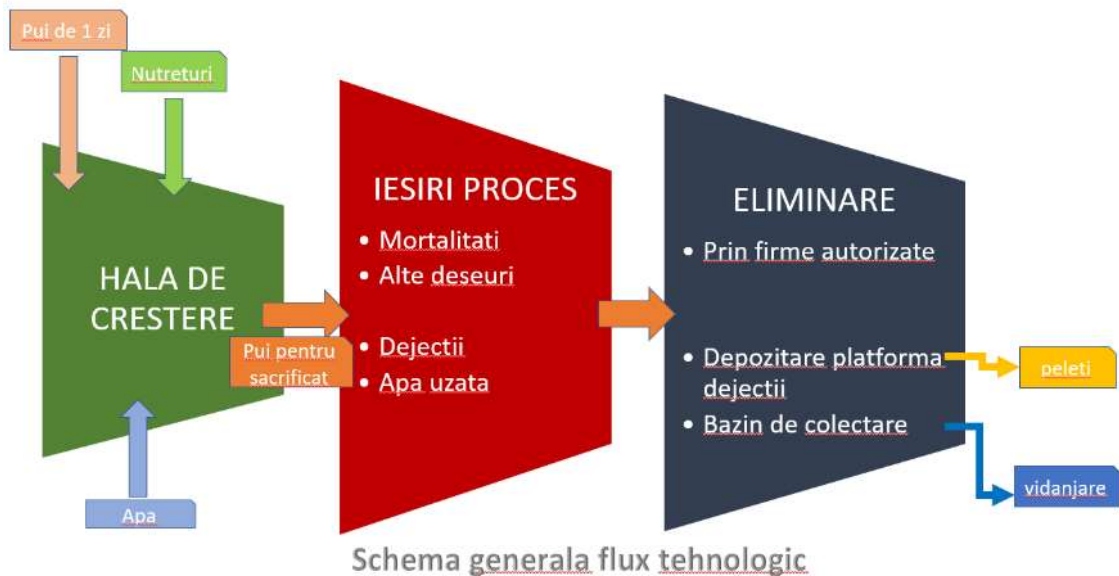 Pui de 1 zi
Nutreturi
HALA DE
CRESTERE
Apa
Pui pentru
sacrificat
IESIRI PROCES
• Mortalitati
• Alte deseuri
• Dejectii
• Apa uzata
ELIMINARE
• Prin firme autorizate
• Depozitare platforma
dejectii
• Bazin de colectare
peleti
vidanjare
Schema generala flux tehnologic